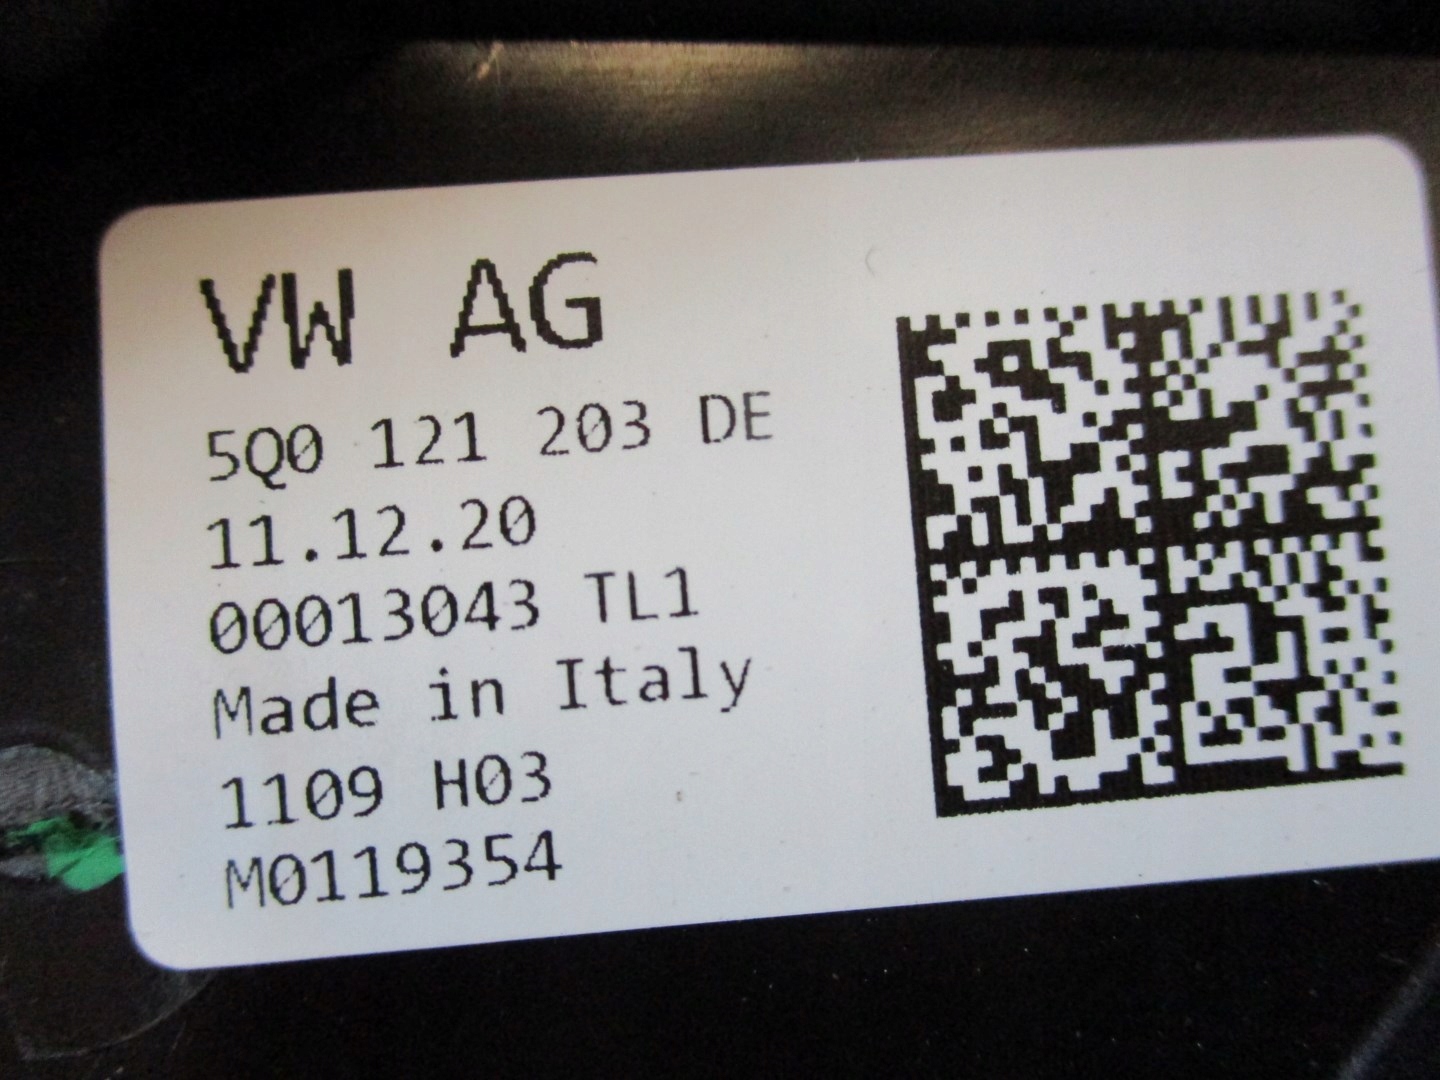 VW AG
5Q0 121 203 DE
11.12.20
00013043 TL1
Made in Italy
1109 H03
M0119354